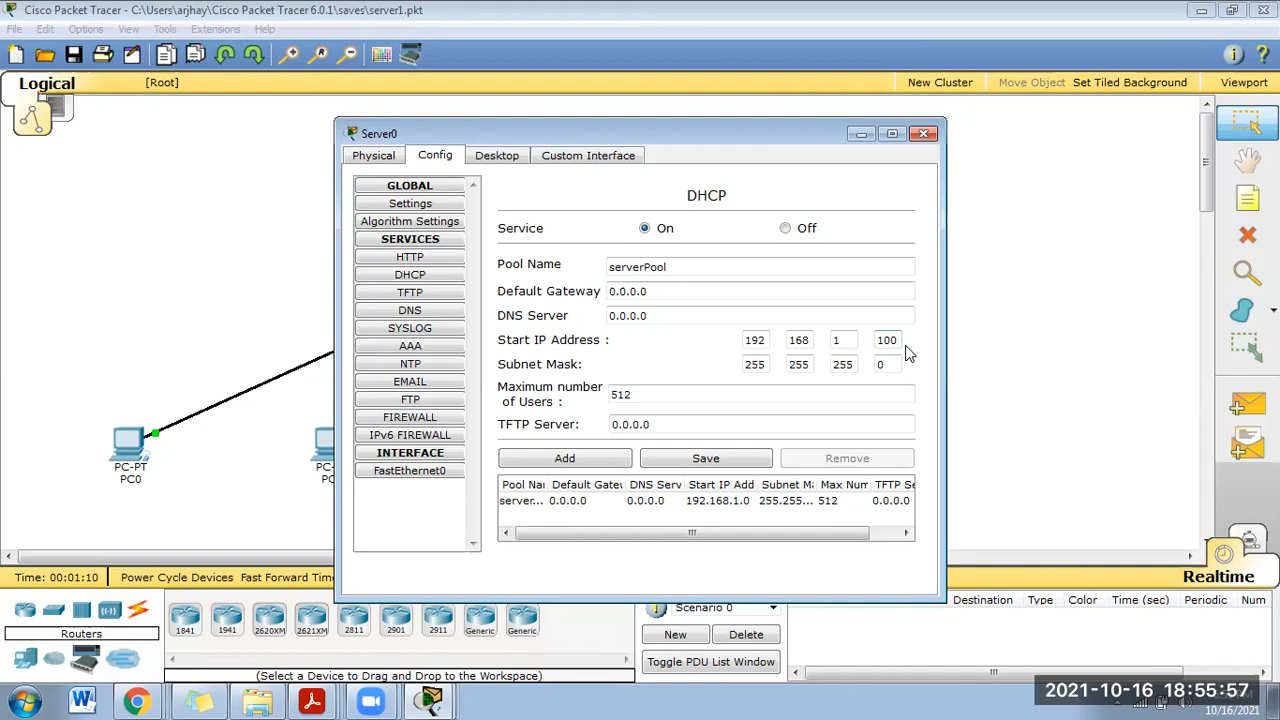 Cisco Packet Tracer - C:\Users\arjhay\Cisco Packet Tracer 6.0.1\saves\server1.pkt
File Edit Options View Tools Extensions Help
Logical [Root] New Cluster Move Object Set Tiled Background Viewport
Server0
Physical Config Desktop Custom Interface
GLOBAL
Settings
Algorithm Settings
SERVICES
HTTP
DHCP
TFTP
DNS
SYSLOG
AAA
NTP
EMAIL
FTP
FIREWALL
IPv6 FIREWALL
INTERFACE
FastEthernet0
DHCP
Service On Off
Pool Name serverPool
Default Gateway 0.0.0.0
DNS Server 0.0.0.0
Start IP Address : 192 168 1 100
Subnet Mask: 255 255 255 0
Maximum number
of Users : 512
TFTP Server: 0.0.0.0
Add Save Remove
Pool Nai Default Gatew DNS Serv Start IP Add Subnet Ma Max Num TFTP Se
server... 0.0.0.0 0.0.0.0 192.168.1.0 255.255... 512 0.0.0.0
PC-PT
PC0
PC-
PC
Time: 00:01:10 Power Cycle Devices Fast Forward Time
Realtime
Routers
1841 1941 2620XM 2621XM 2811 2901 2911 Generic Generic
(Select a Device to Drag and Drop to the Workspace)
Scenario 0
New Delete
Toggle PDU List Window
Destination Type Color Time (sec) Periodic Num
2021-10-16 18:55:57
10/16/2021